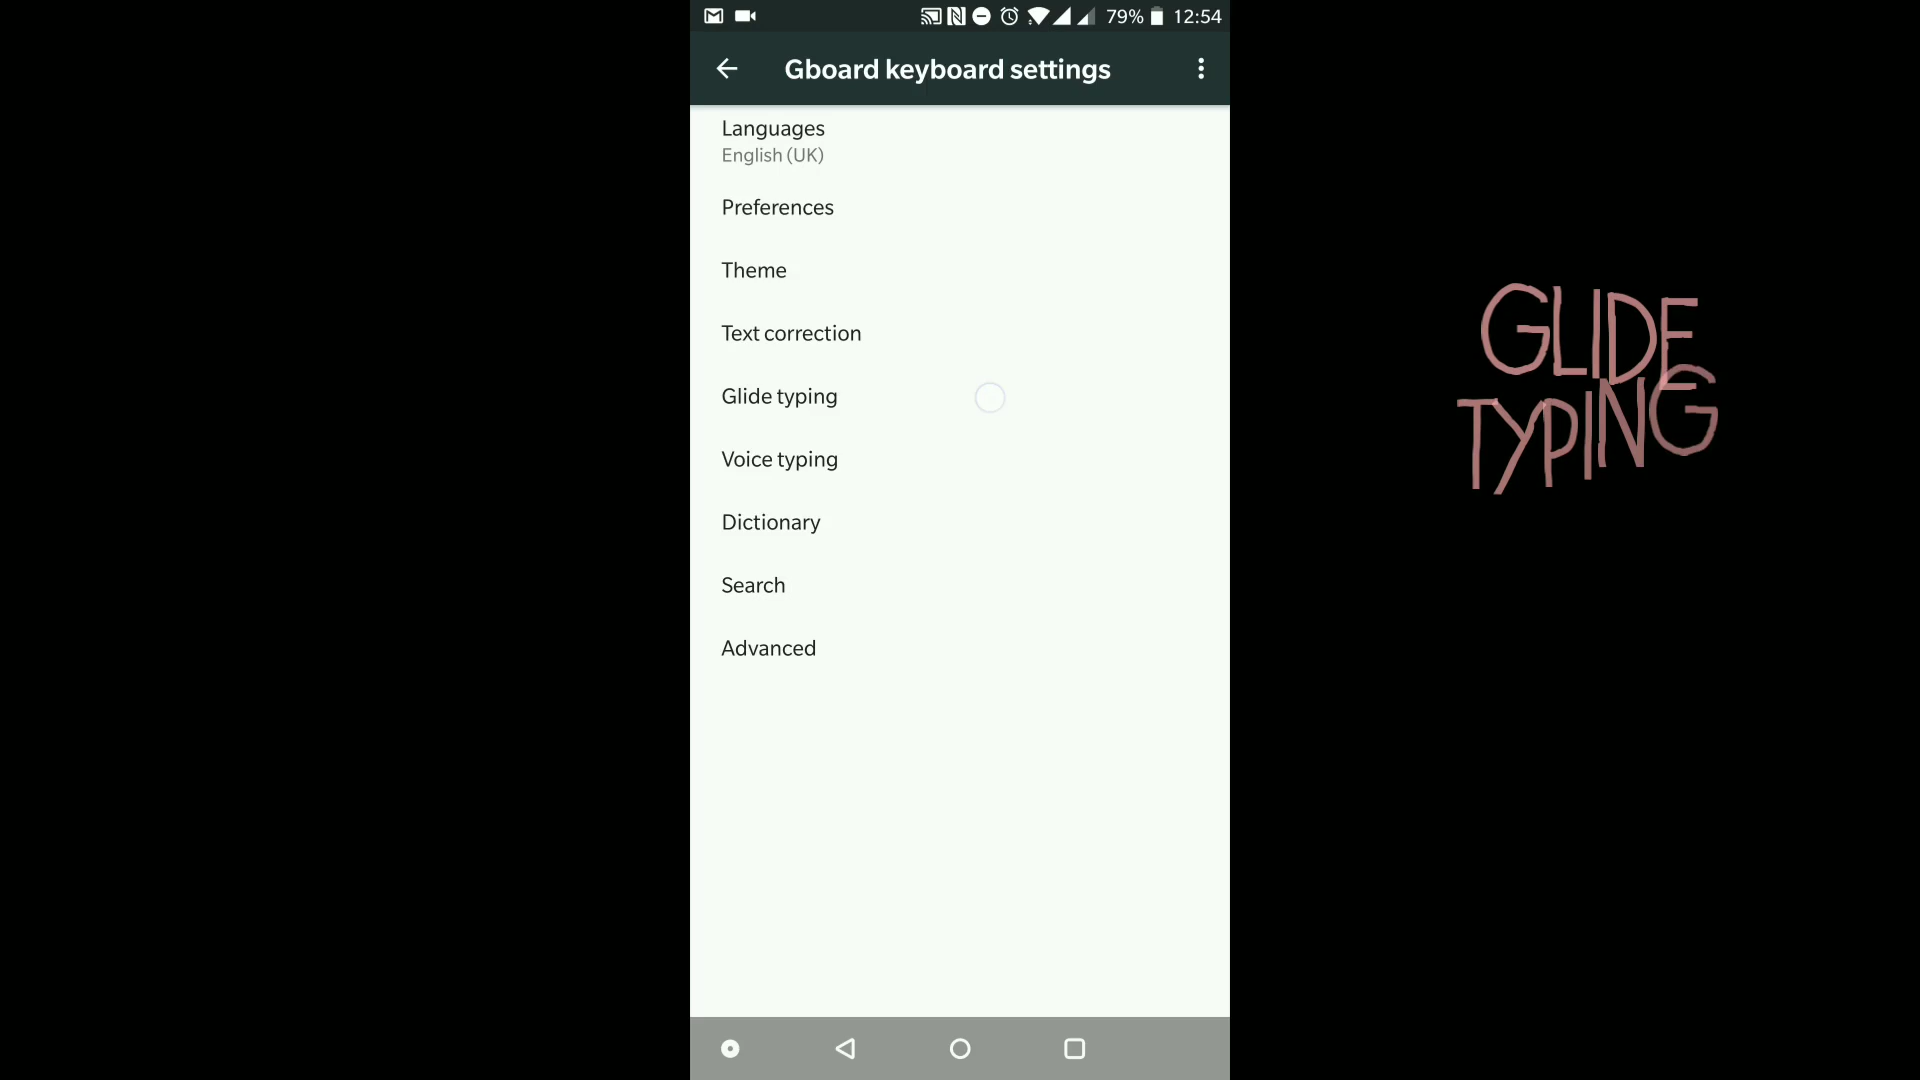 79% 12:54
Gboard keyboard settings
Languages
English (UK)
Preferences
Theme
Text correction
Glide typing
Voice typing
Dictionary
Search
Advanced
GLIDE
TYPING